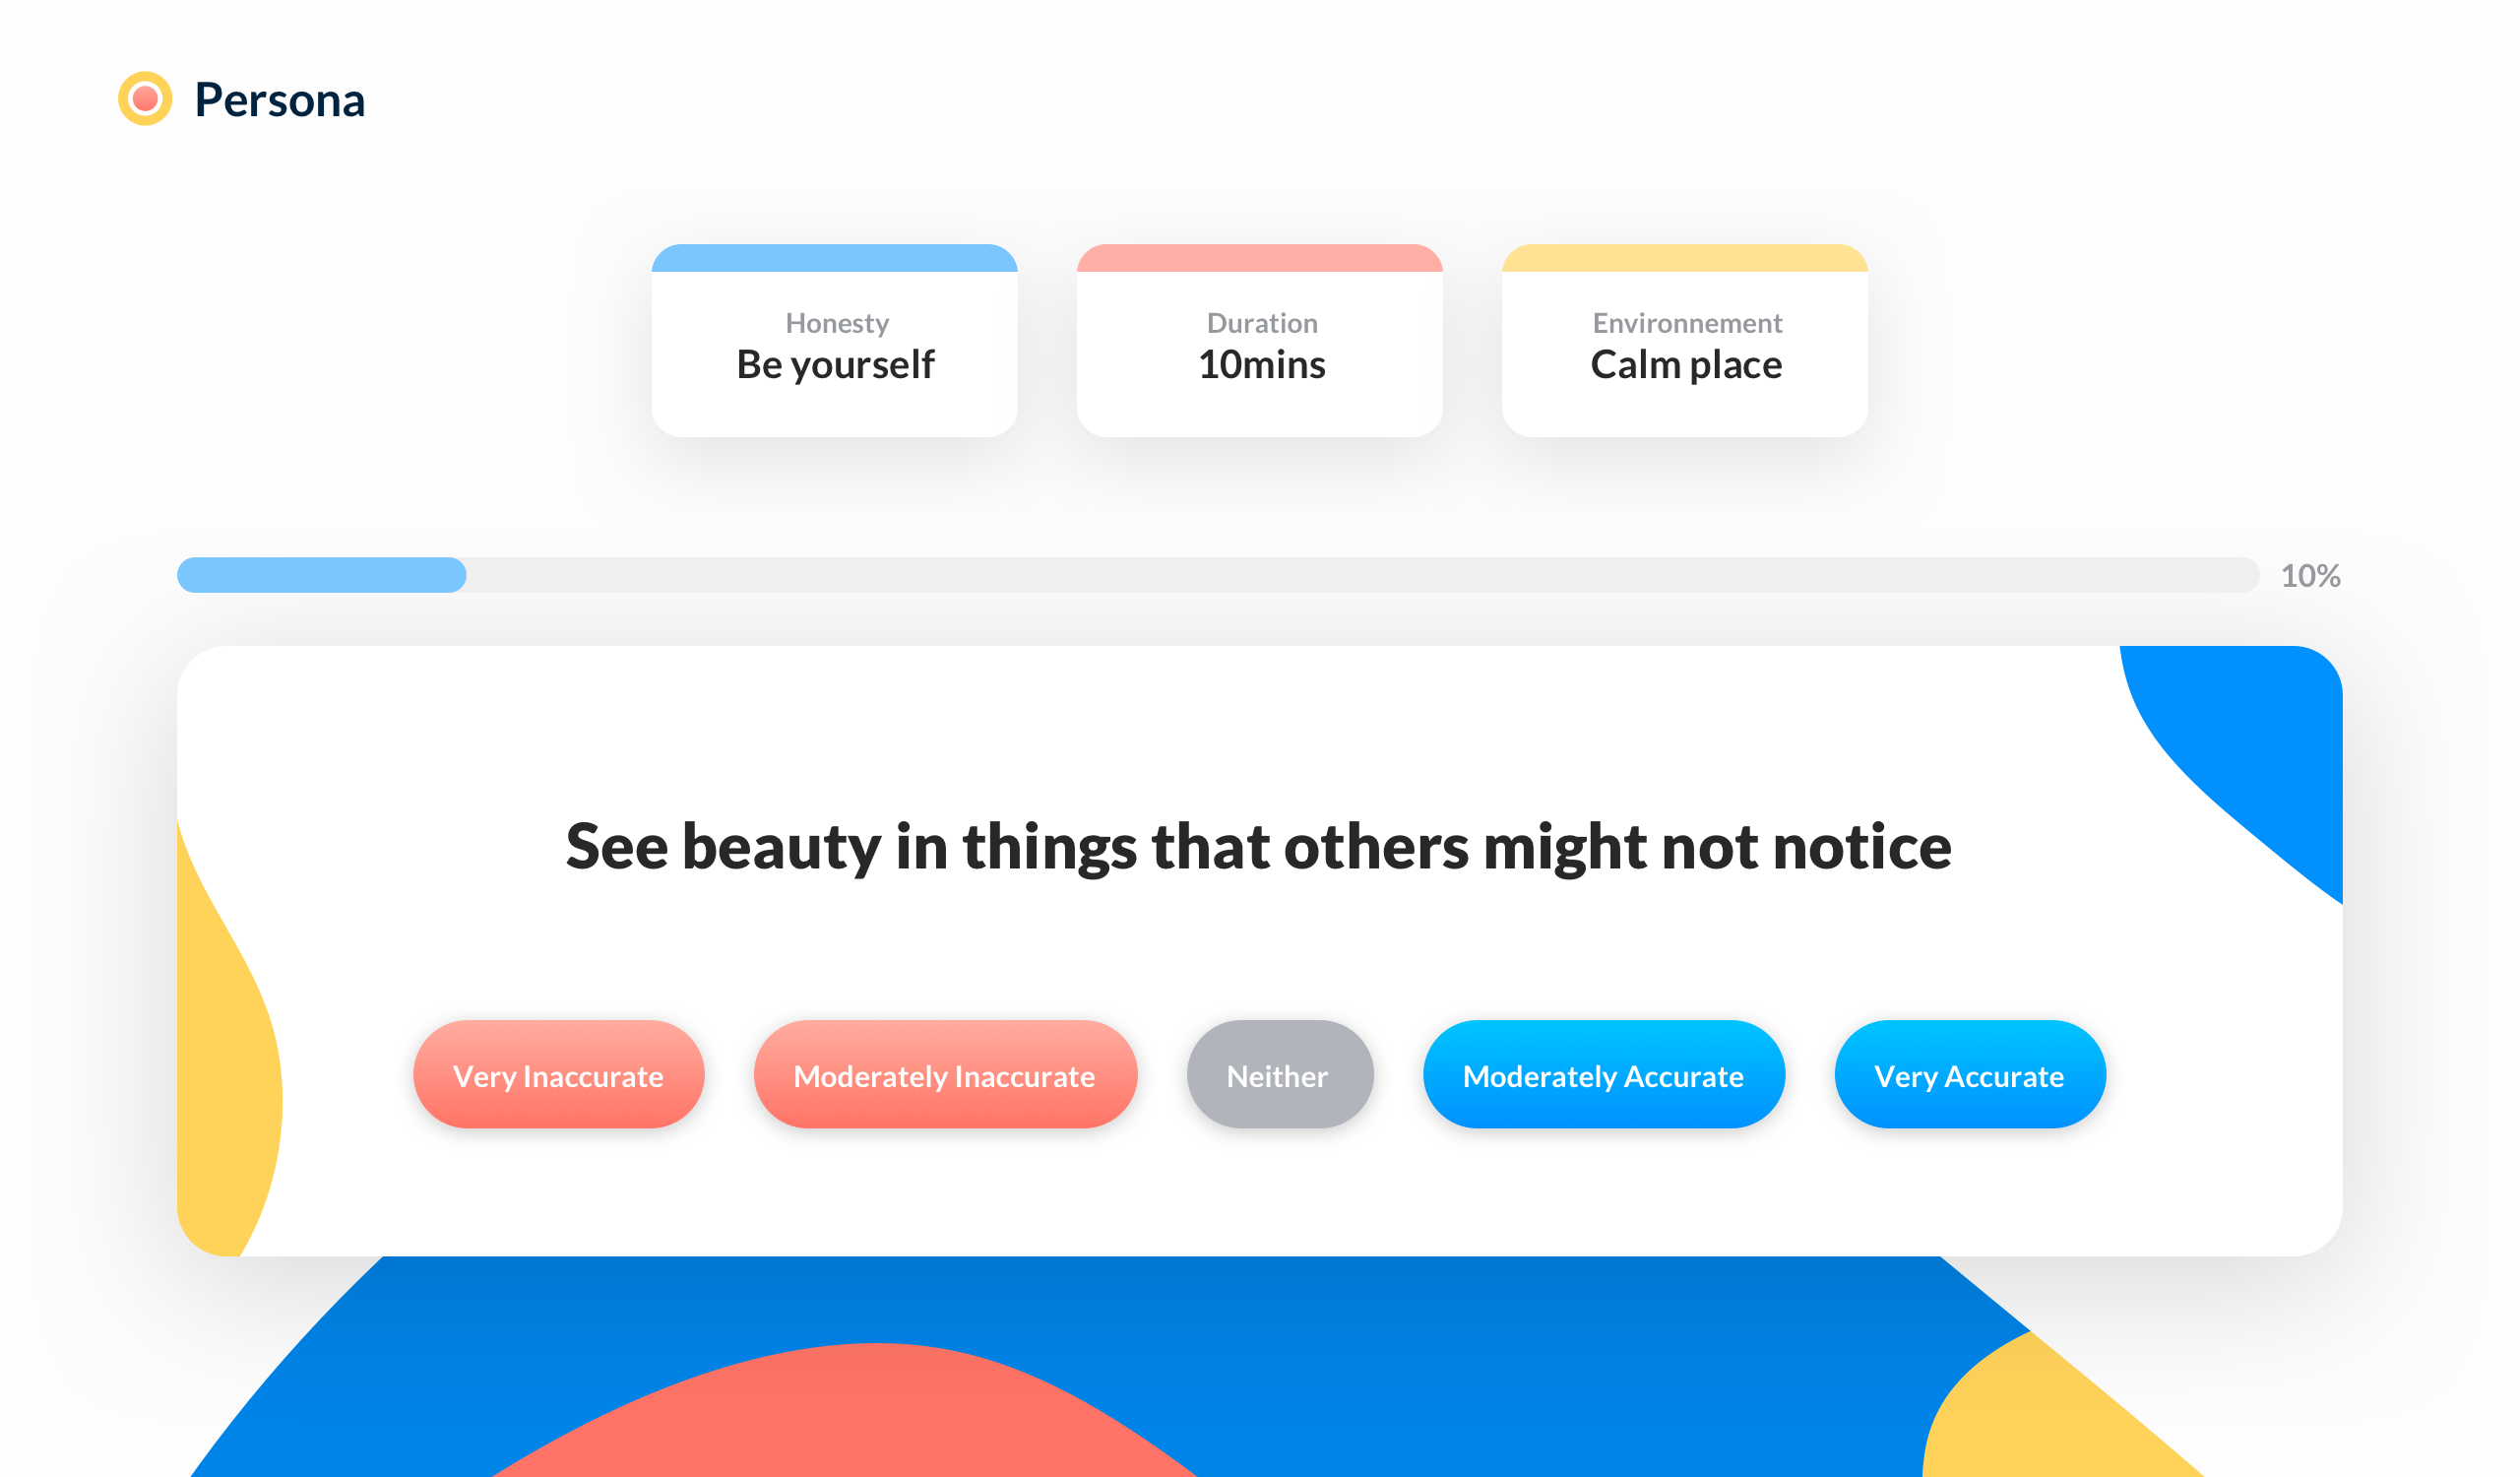 Persona
Honesty
Be yourself
Duration
10mins
Environnement
Calm place
10%
See beauty in things that others might not notice
Very Inaccurate
Moderately Inaccurate
Neither
Moderately Accurate
Very Accurate